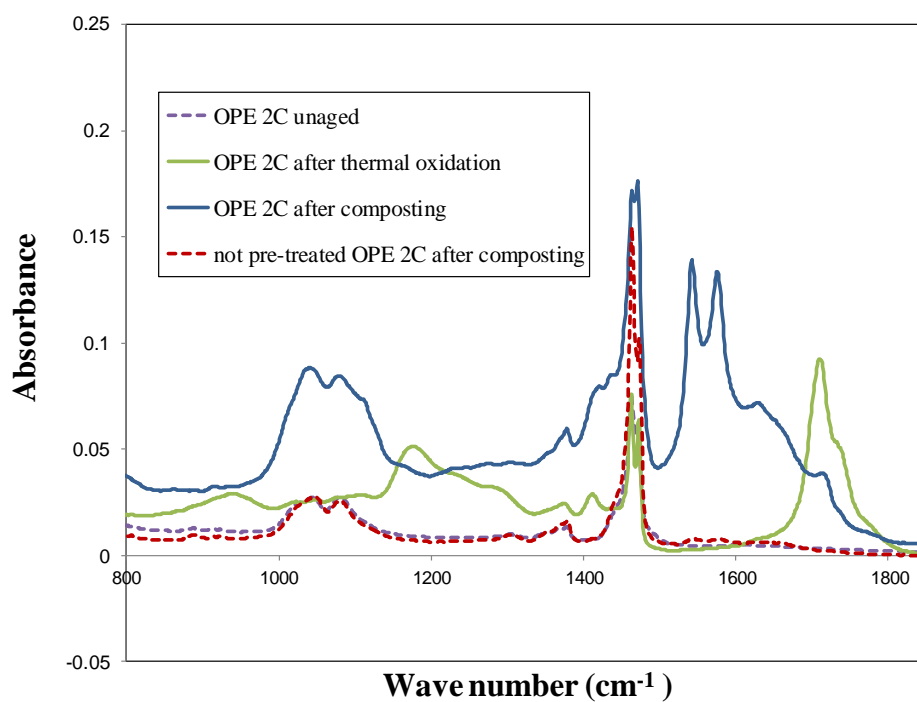 0.25
0.2
0.15
0.1
0.05
0
-0.05
Absorbance
OPE 2C unaged
OPE 2C after thermal oxidation
OPE 2C after composting
not pre-treated OPE 2C after composting
800 1000 1200 1400 1600 1800
Wave number (cm-1 )